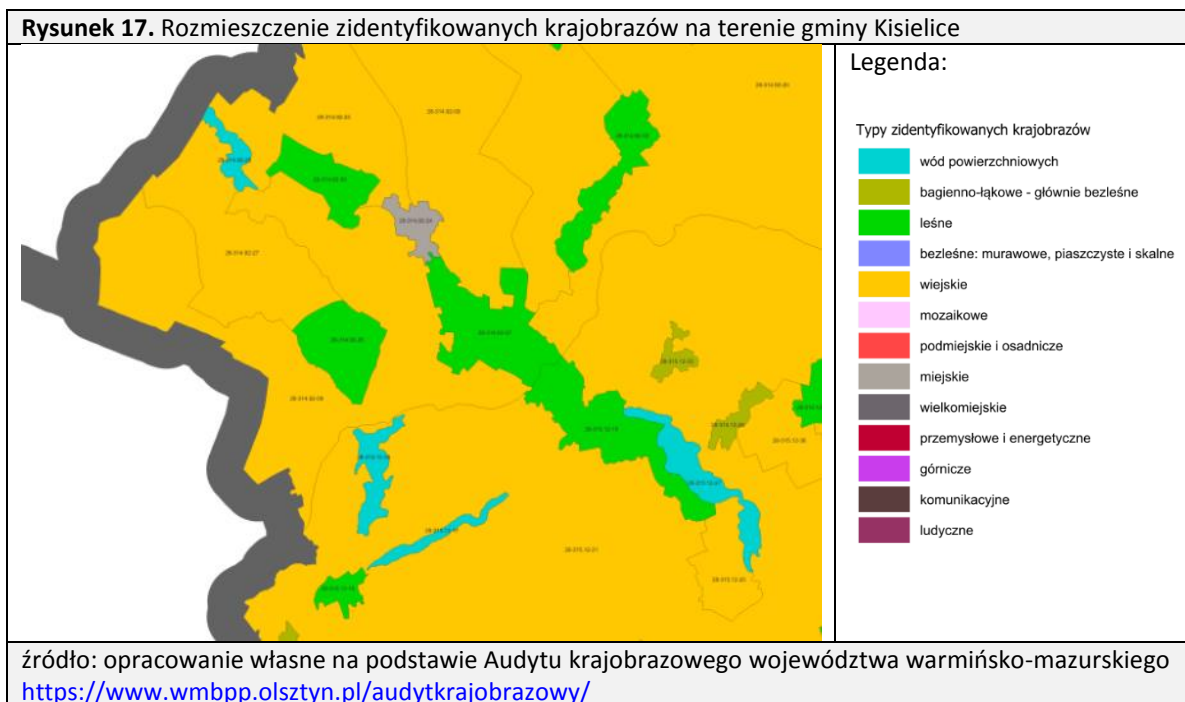 Rysunek 17. Rozmieszczenie zidentyfikowanych krajobrazów na terenie gminy Kisielice
Legenda:
Typy zidentyfikowanych krajobrazów
wód powierzchniowych
bagienno-łąkowe - głównie bezleśne
leśne
bezleśne: murawowe, piaszczyste i skalne
wiejskie
mozaikowe
podmiejskie i osadnicze
miejskie
wielkomiejskie
przemysłowe i energetyczne
górnicze
komunikacyjne
ludyczne
źródło: opracowanie własne na podstawie Audytu krajobrazowego województwa warmińsko-mazurskiego
https://www.wmbpp.olsztyn.pl/audytkrajobrazowy/